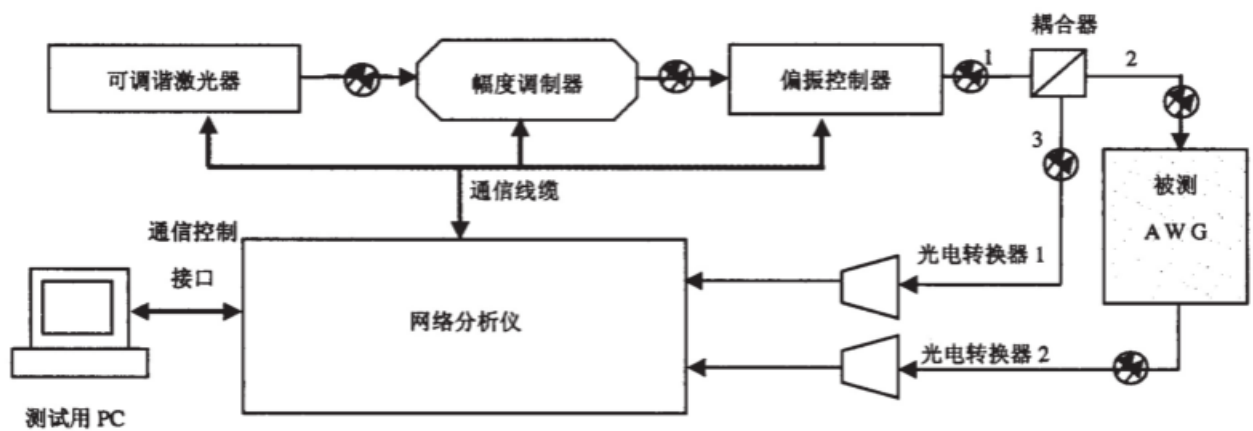 耦合器
可调谐激光器
幅度调制器
偏振控制器
1
2
3
通信线缆
被测
AWG
通信控制
接口
光电转换器 1
网络分析仪
光电转换器 2
测试用 PC